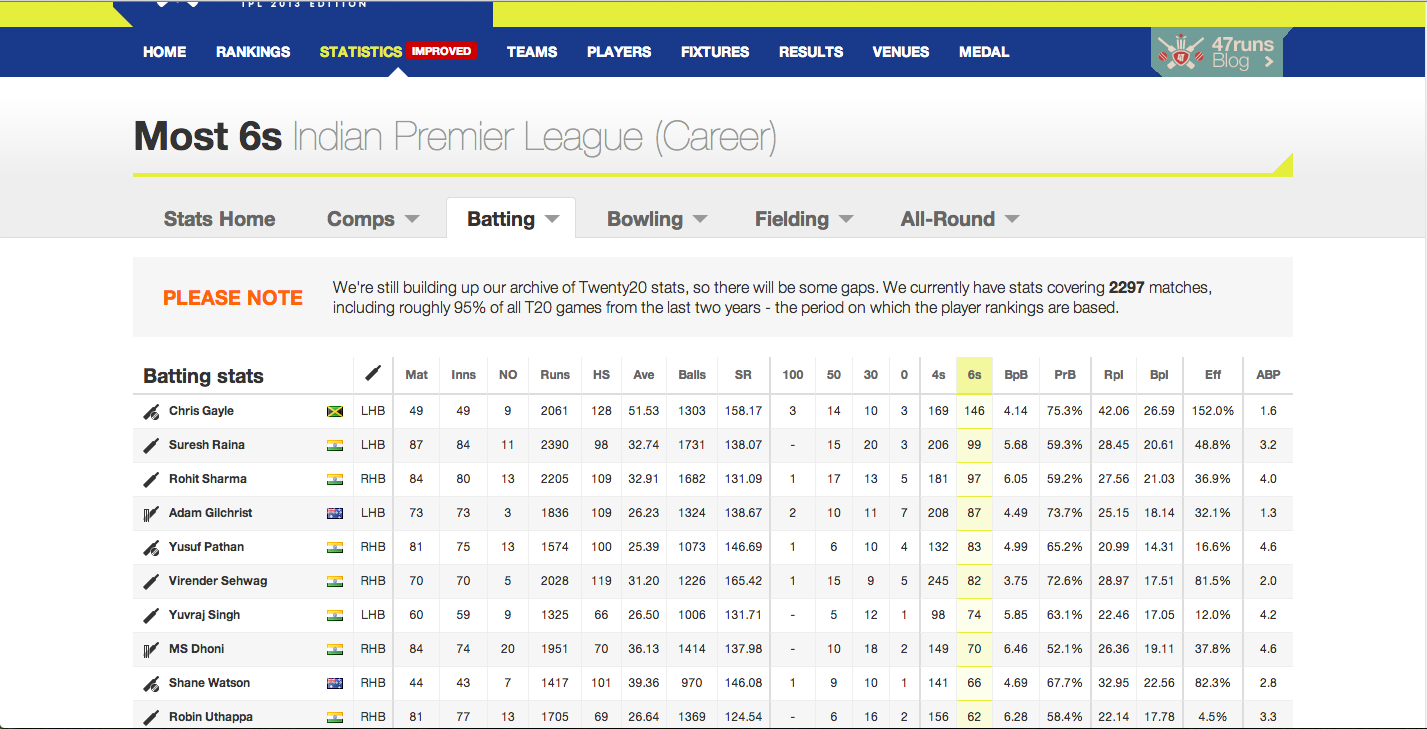 IPL 2013 EDITION
HOME RANKINGS STATISTICS IMPROVED TEAMS PLAYERS FIXTURES RESULTS VENUES MEDAL
47runs
Blog
Most 6s Indian Premier League (Career)
Stats Home Comps Batting Bowling Fielding All-Round
PLEASE NOTE
We're still building up our archive of Twenty20 stats, so there will be some gaps. We currently have stats covering 2297 matches,
including roughly 95% of all T20 games from the last two years - the period on which the player rankings are based.
Batting stats Mat Inns NO Runs HS Ave Balls SR 100 50 30 0 4s 6s BpB PrB Rpl Bpl Eff ABP
Chris Gayle LHB 49 49 9 2061 128 51.53 1303 158.17 3 14 10 3 169 146 4.14 75.3% 42.06 26.59 152.0% 1.6
Suresh Raina LHB 87 84 11 2390 98 32.74 1731 138.07 - 15 20 3 206 99 5.68 59.3% 28.45 20.61 48.8% 3.2
Rohit Sharma RHB 84 80 13 2205 109 32.91 1682 131.09 1 17 13 5 181 97 6.05 59.2% 27.56 21.03 36.9% 4.0
Adam Gilchrist LHB 73 73 3 1836 109 26.23 1324 138.67 2 10 11 7 208 87 4.49 73.7% 25.15 18.14 32.1% 1.3
Yusuf Pathan RHB 81 75 13 1574 100 25.39 1073 146.69 1 6 10 4 132 83 4.99 65.2% 20.99 14.31 16.6% 4.6
Virender Sehwag RHB 70 70 5 2028 119 31.20 1226 165.42 1 15 9 5 245 82 3.75 72.6% 28.97 17.51 81.5% 2.0
Yuvraj Singh LHB 60 59 9 1325 66 26.50 1006 131.71 - 5 12 1 98 74 5.85 63.1% 22.46 17.05 12.0% 4.2
MS Dhoni RHB 84 74 20 1951 70 36.13 1414 137.98 - 10 18 2 149 70 6.46 52.1% 26.36 19.11 37.8% 4.6
Shane Watson RHB 44 43 7 1417 101 39.36 970 146.08 1 9 10 1 141 66 4.69 67.7% 32.95 22.56 82.3% 2.8
Robin Uthappa RHB 81 77 13 1705 69 26.64 1369 124.54 - 6 16 2 156 62 6.28 58.4% 22.14 17.78 4.5% 3.3